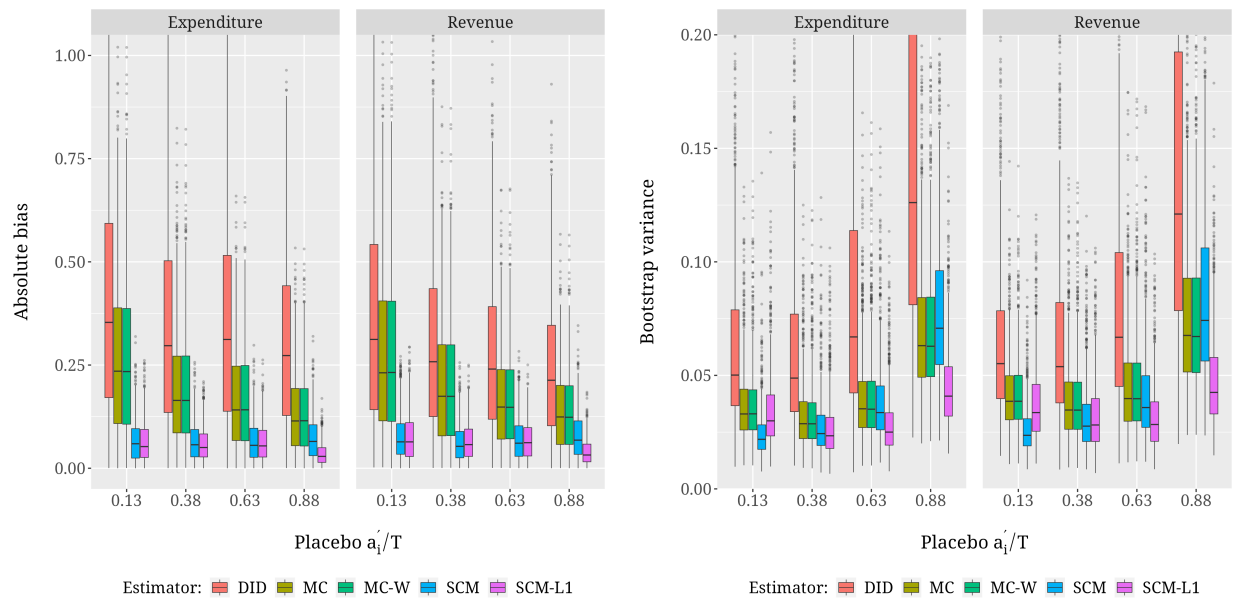 Expenditure Revenue
1.00
0.75
0.50
0.25
0.00
Absolute bias
0.13 0.38 0.63 0.88 0.13 0.38 0.63 0.88
Placebo a′i/T
Estimator: DID MC MC-W SCM SCM-L1
Expenditure Revenue
0.20
0.15
0.10
0.05
0.00
Bootstrap variance
0.13 0.38 0.63 0.88 0.13 0.38 0.63 0.88
Placebo a′i/T
Estimator: DID MC MC-W SCM SCM-L1